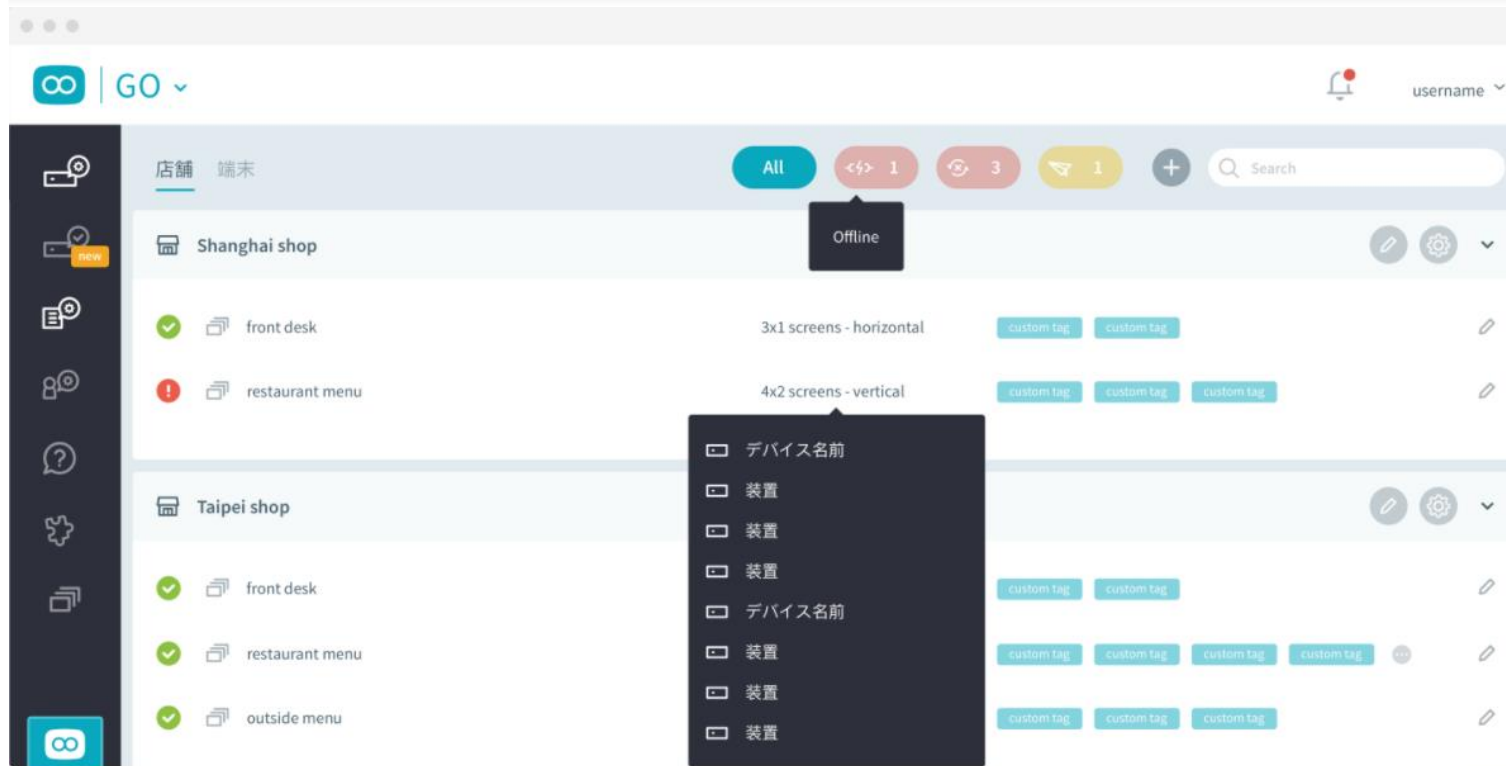 GO
username
店舗 端末
All 1 3 1 Search
Offline
new
Shanghai shop
front desk 3x1 screens - horizontal custom tag custom tag
restaurant menu 4x2 screens - vertical custom tag custom tag custom tag
デバイス名前
装置
装置
装置
デバイス名前
装置
装置
装置
Taipei shop
front desk custom tag custom tag
restaurant menu custom tag custom tag custom tag custom tag
outside menu custom tag custom tag custom tag